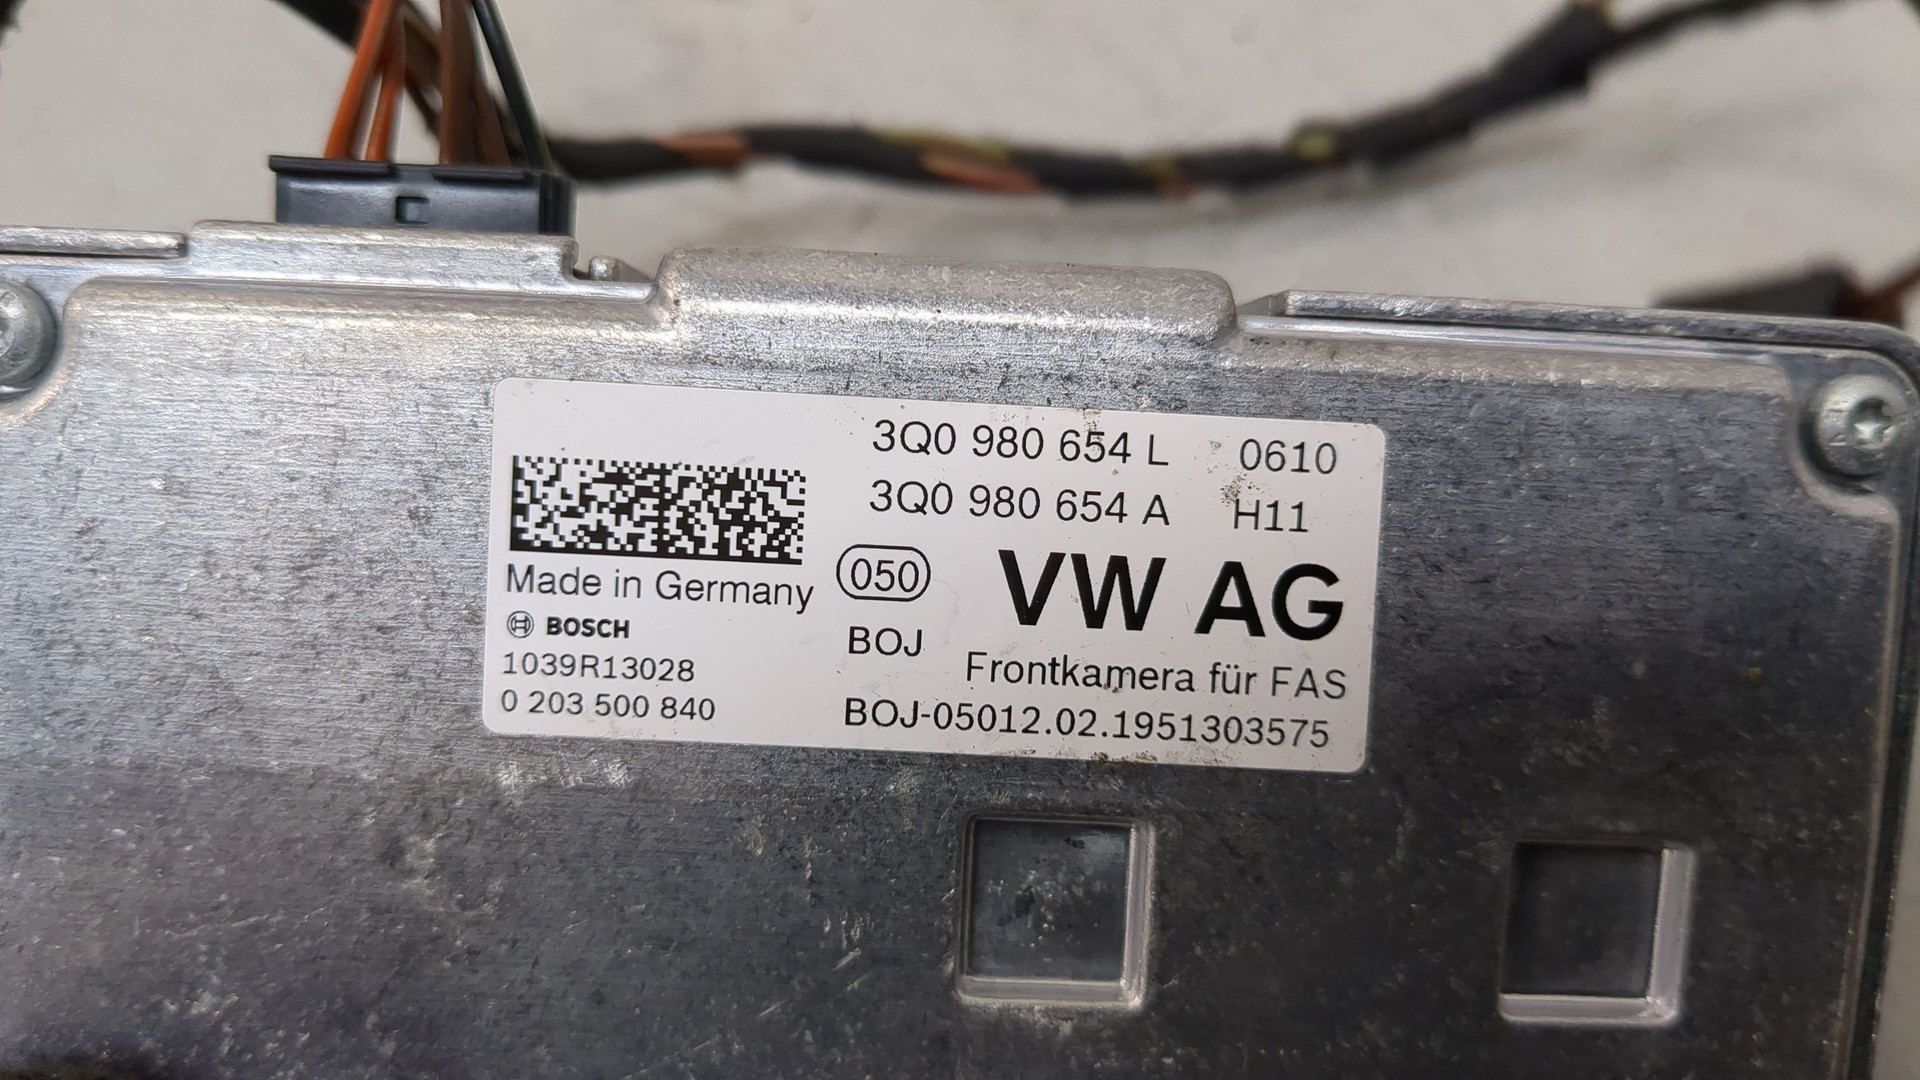 3Q0 980 654 L 0610
3Q0 980 654 A H11
050
VW AG
Made in Germany
BOSCH
BOJ
1039R13028
Frontkamera für FAS
0 203 500 840
BOJ-05012.02.1951303575